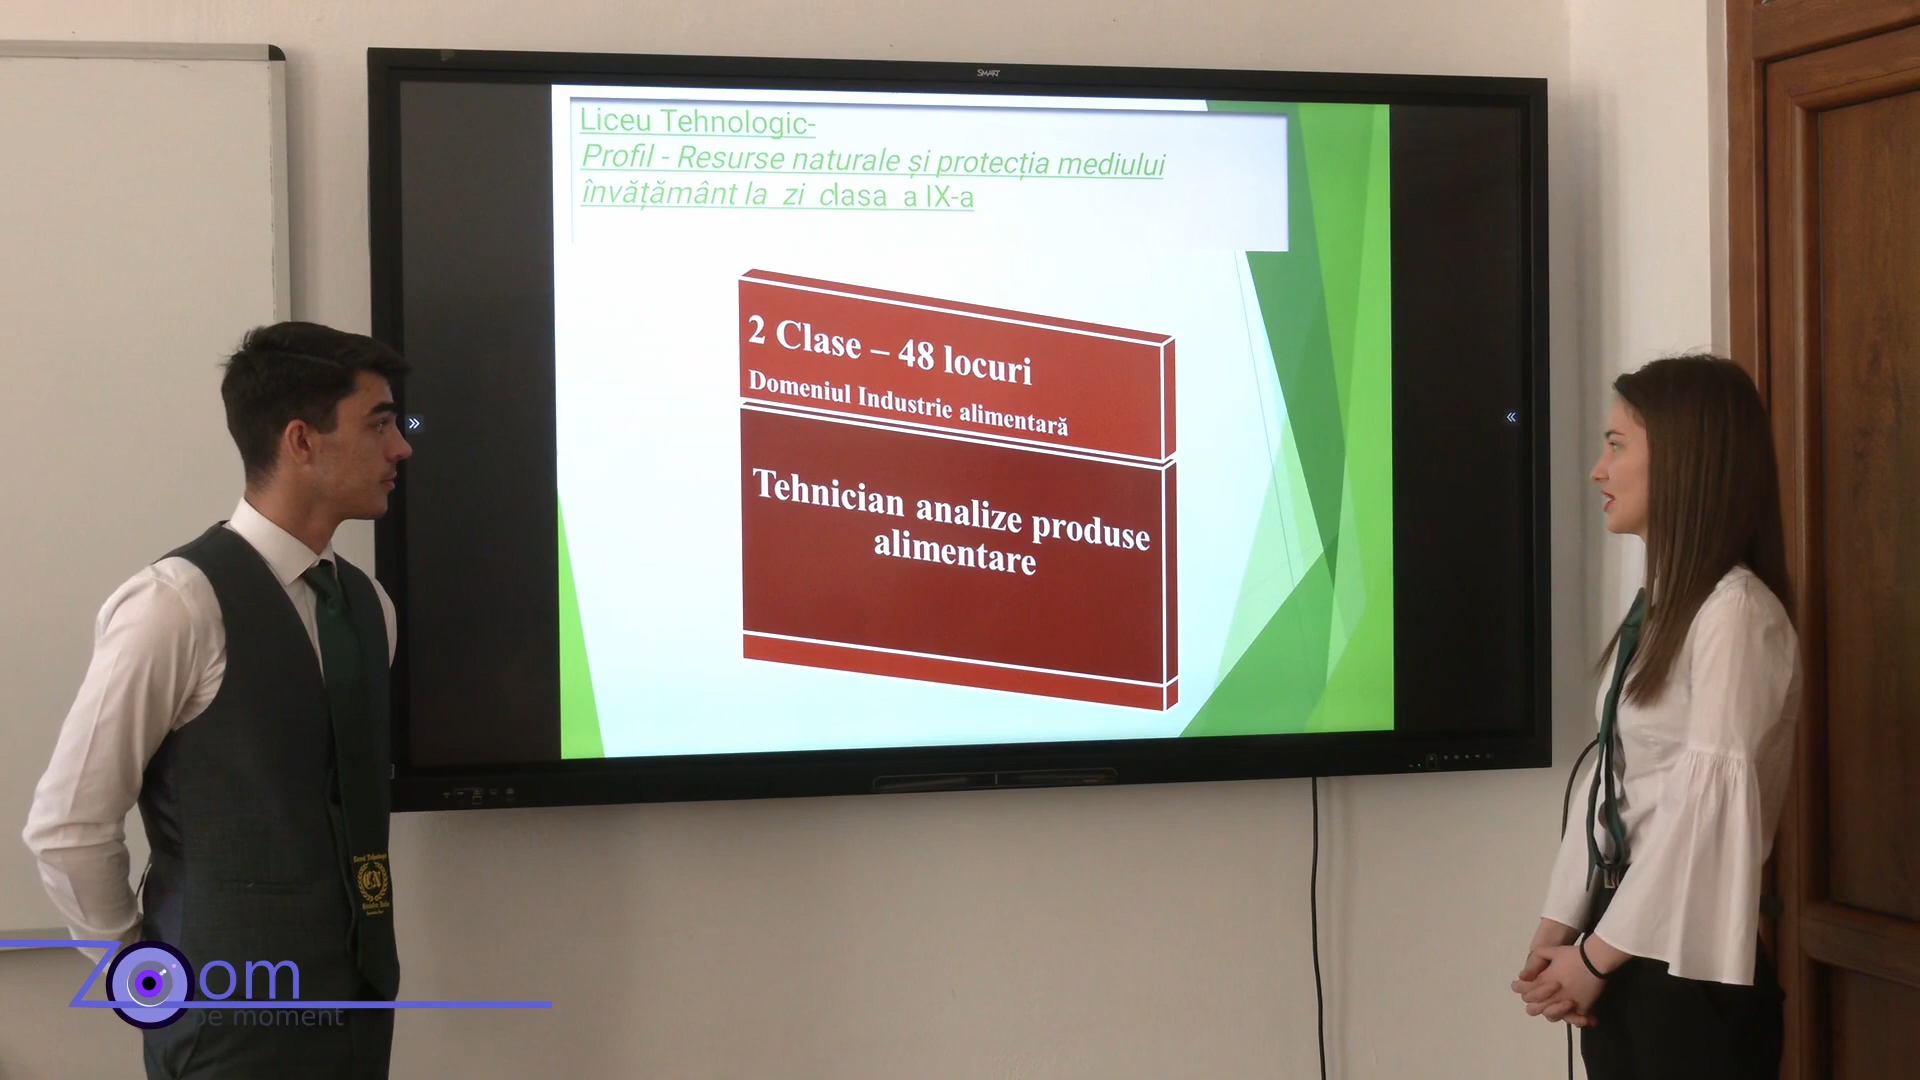 SMART
Liceu Tehnologic-
Profil - Resurse naturale și protecția mediului
învățământ la zi clasa a IX-a
2 Clase – 48 locuri
Domeniul Industrie alimentară
Tehnician analize produse
alimentare
CN
Zoom
pe moment